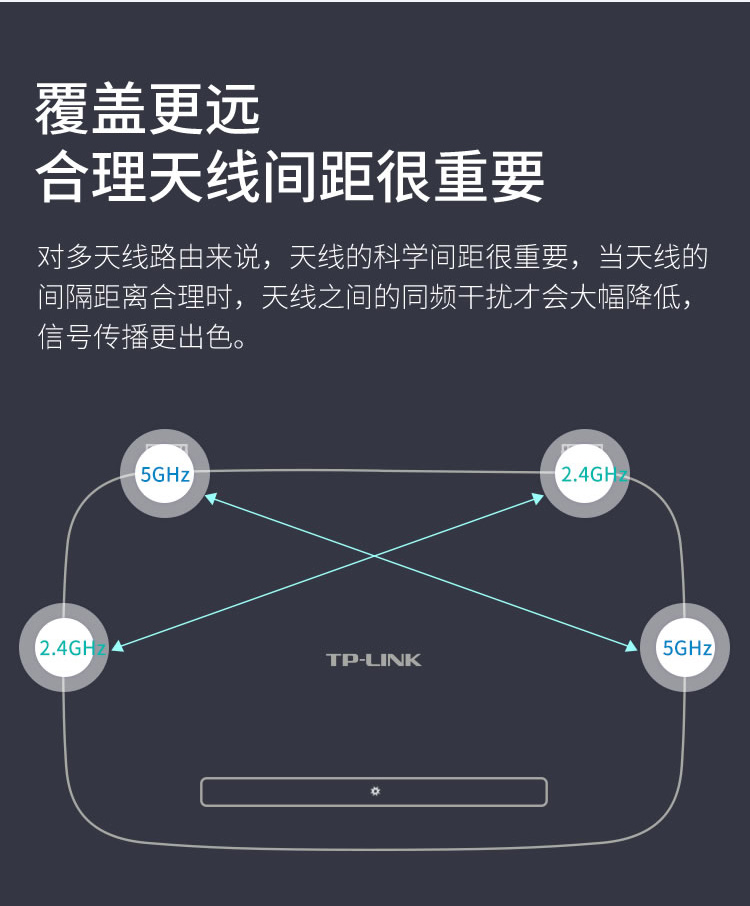 覆盖更远
合理天线间距很重要
对多天线路由来说，天线的科学间距很重要，当天线的
间隔距离合理时，天线之间的同频干扰才会大幅降低，
信号传播更出色。
5GHz
2.4GHz
2.4GHz
5GHz
TP-LINK